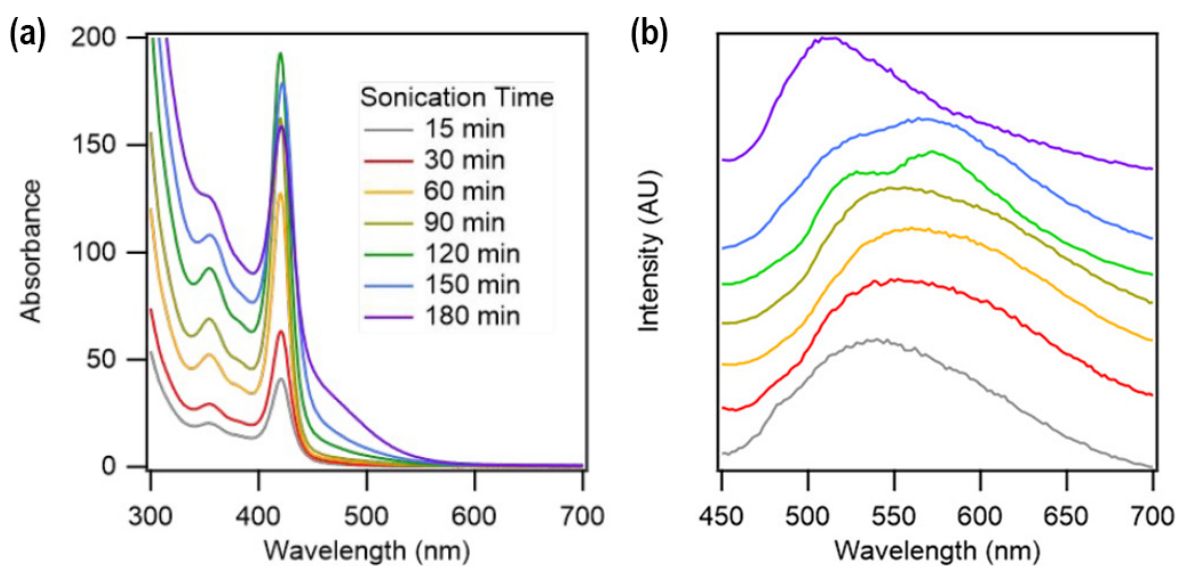 (a)
Absorbance
200
150
100
50
0
Sonication Time
15 min
30 min
60 min
90 min
120 min
150 min
180 min
300 400 500 600 700
Wavelength (nm)
(b)
Intensity (AU)
450 500 550 600 650 700
Wavelength (nm)